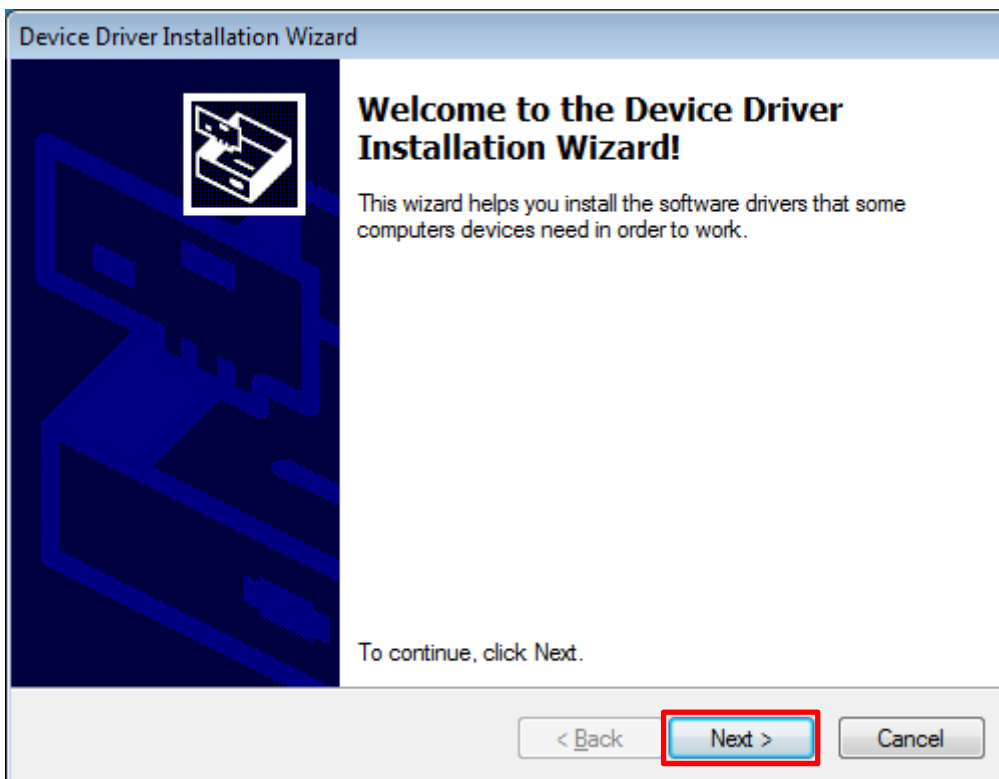 Device Driver Installation Wizard
Welcome to the Device Driver
Installation Wizard!
This wizard helps you install the software drivers that some
computers devices need in order to work.
To continue, click Next.
< Back
Next >
Cancel